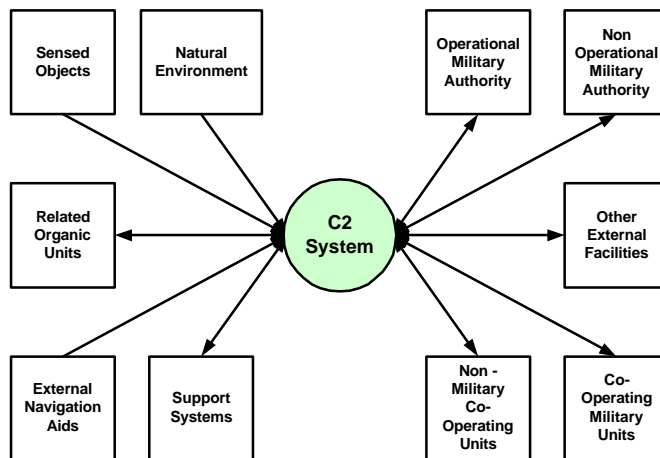 Sensed
Objects
Natural
Environment
Operational
Military
Authority
Non
Operational
Military
Authority
Related
Organic
Units
C2
System
Other
External
Facilities
External
Navigation
Aids
Support
Systems
Non -
Military
Co-
Operating
Units
Co-
Operating
Military
Units